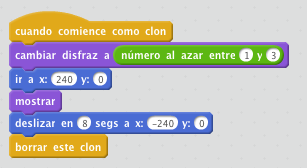 cuando comience como clon
cambiar disfraz a número al azar entre 1 y 3
ir a x: 240 y: 0
mostrar
deslizar en 8 segs a x: -240 y: 0
borrar este clon